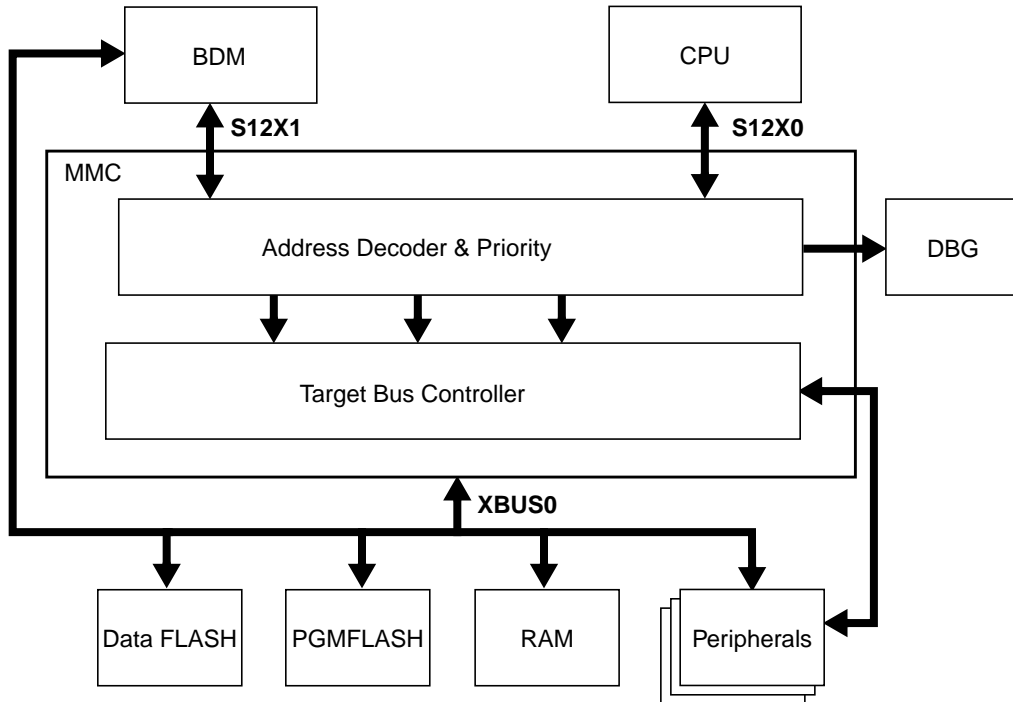 BDM
CPU
S12X1
S12X0
MMC
Address Decoder & Priority
DBG
Target Bus Controller
XBUS0
Data FLASH
PGMFLASH
RAM
Peripherals